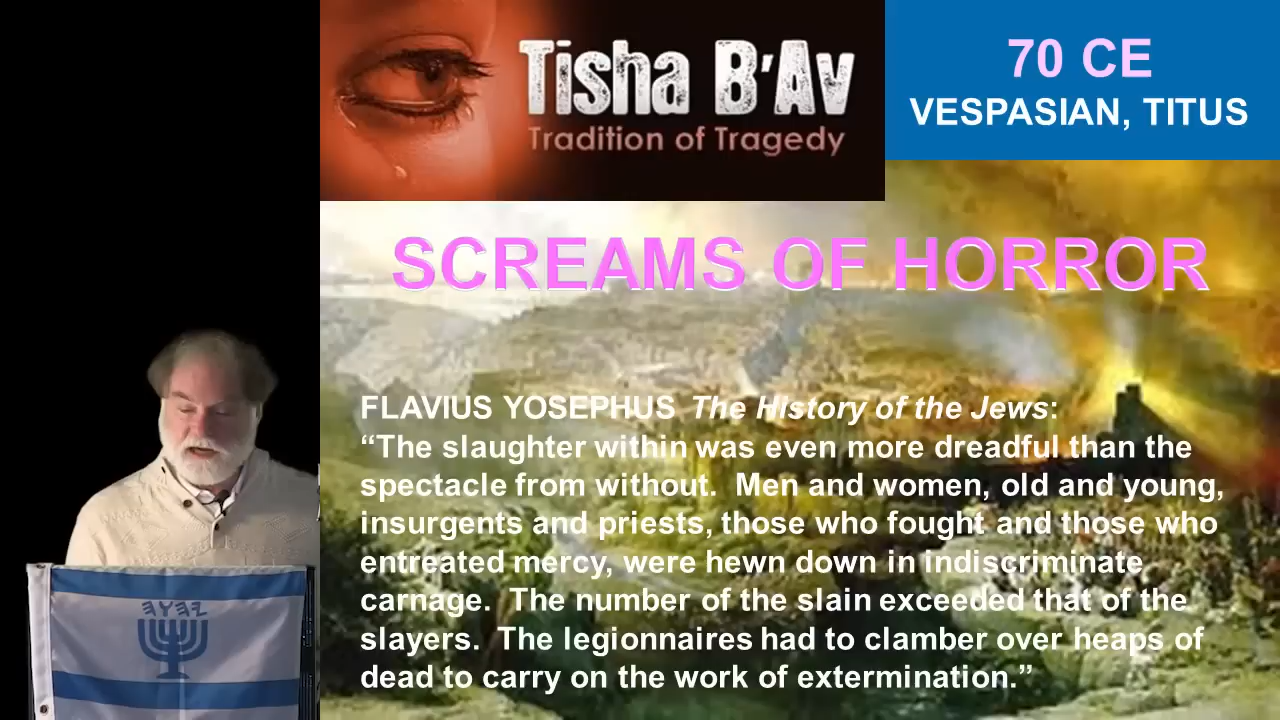 Tisha B'Av
Tradition of Tragedy
70 CE
VESPASIAN, TITUS
SCREAMS OF HORROR
FLAVIUS YOSEPHUS The HIstory of the Jews:
“The slaughter within was even more dreadful than the
spectacle from without. Men and women, old and young,
insurgents and priests, those who fought and those who
entreated mercy, were hewn down in indiscriminate
carnage. The number of the slain exceeded that of the
slayers. The legionnaires had to clamber over heaps of
dead to carry on the work of extermination.”
𐤉𐤄𐤅𐤄